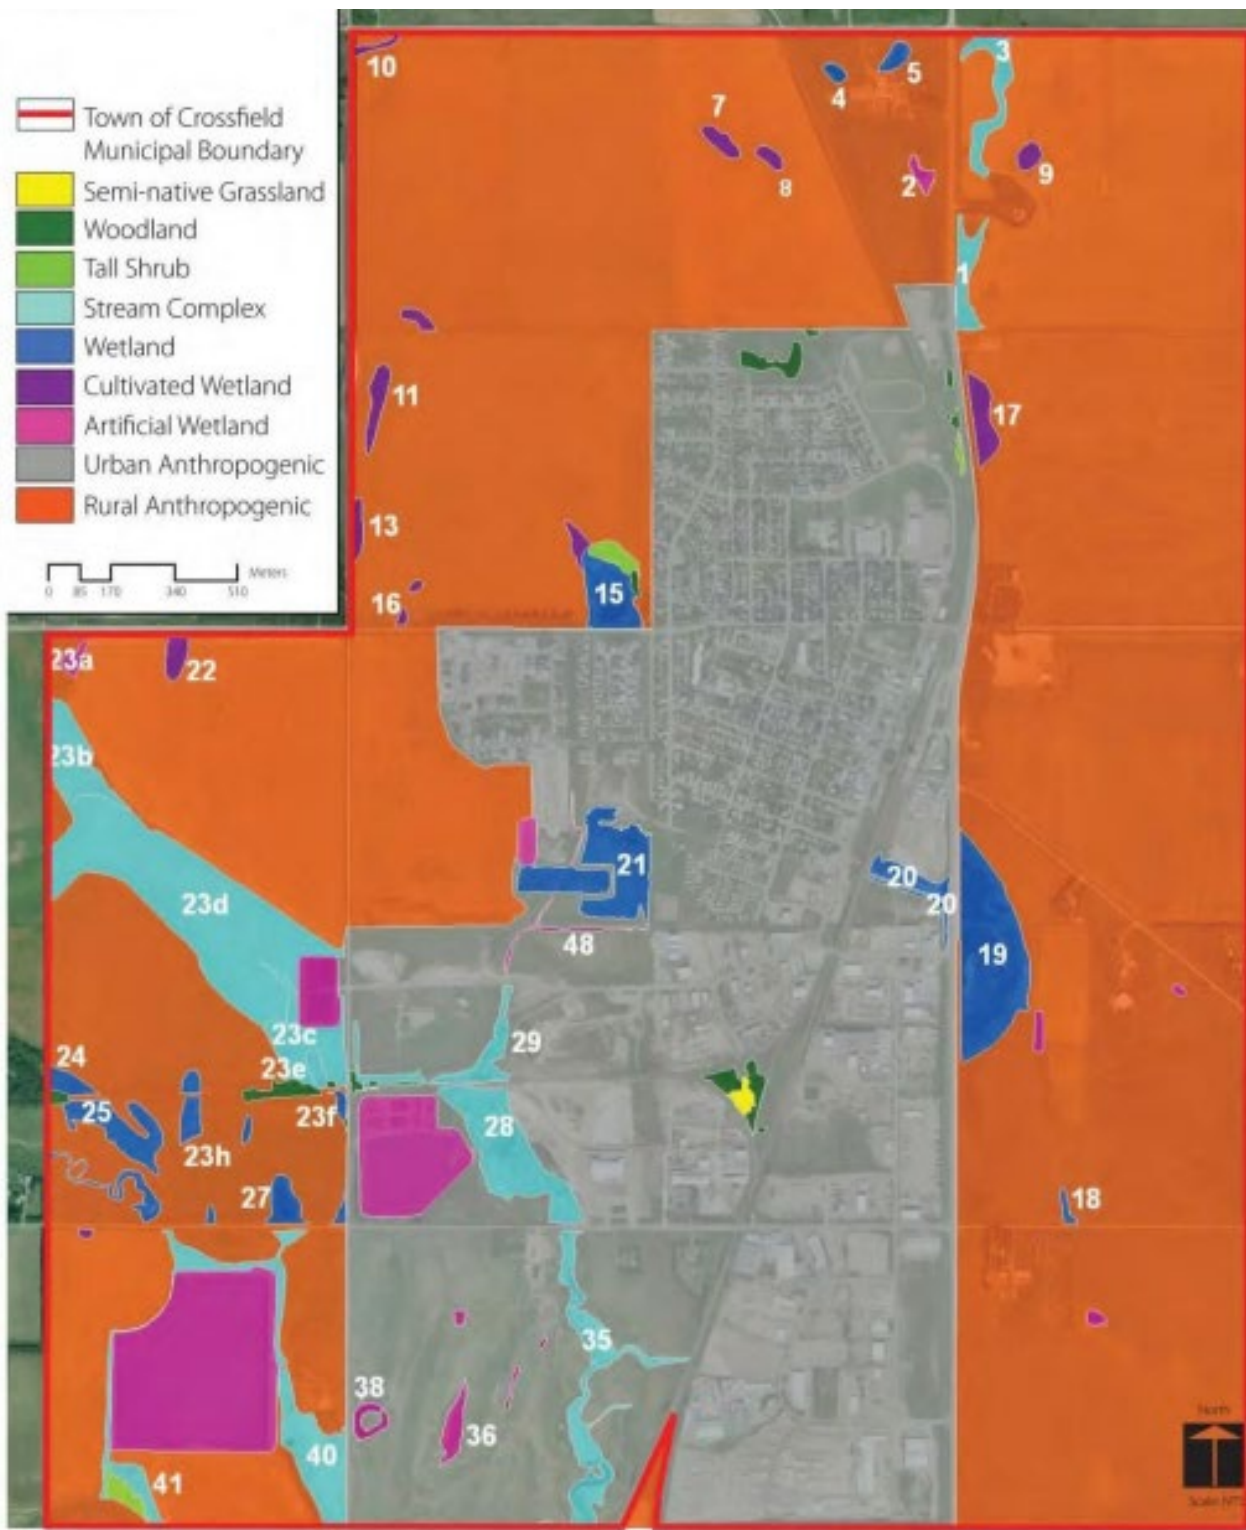 Town of Crossfield
Municipal Boundary
Semi-native Grassland
Woodland
Tall Shrub
Stream Complex
Wetland
Cultivated Wetland
Artificial Wetland
Urban Anthropogenic
Rural Anthropogenic
Meters
0 85 170 340 510
10
3
5
4
7
8
2
9
1
11
17
13
16
15
23a
22
23b
21
20
20
23d
48
19
23c
29
24
23e
25
23f
28
23h
27
18
35
38
36
40
41
North
Scale: NTS